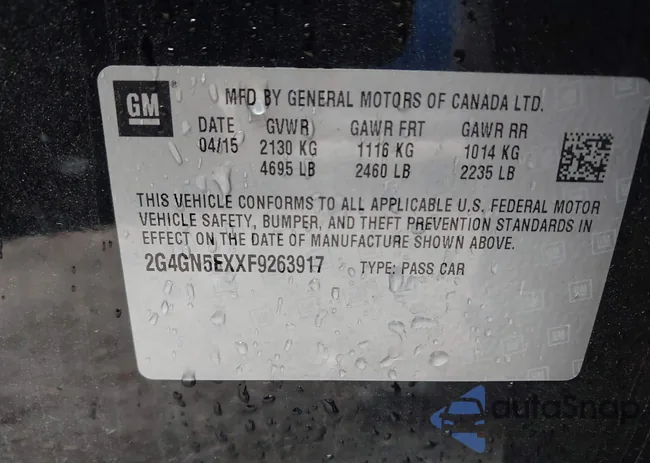 GM
MFD BY GENERAL MOTORS OF CANADA LTD.
DATE GVWR GAWR FRT GAWR RR
04/15 2130 KG 1116 KG 1014 KG
4695 LB 2460 LB 2235 LB
THIS VEHICLE CONFORMS TO ALL APPLICABLE U.S. FEDERAL MOTOR
VEHICLE SAFETY, BUMPER, AND THEFT PREVENTION STANDARDS IN
EFFECT ON THE DATE OF MANUFACTURE SHOWN ABOVE.
2G4GN5EXXF9263917 TYPE: PASS CAR
autoSnap